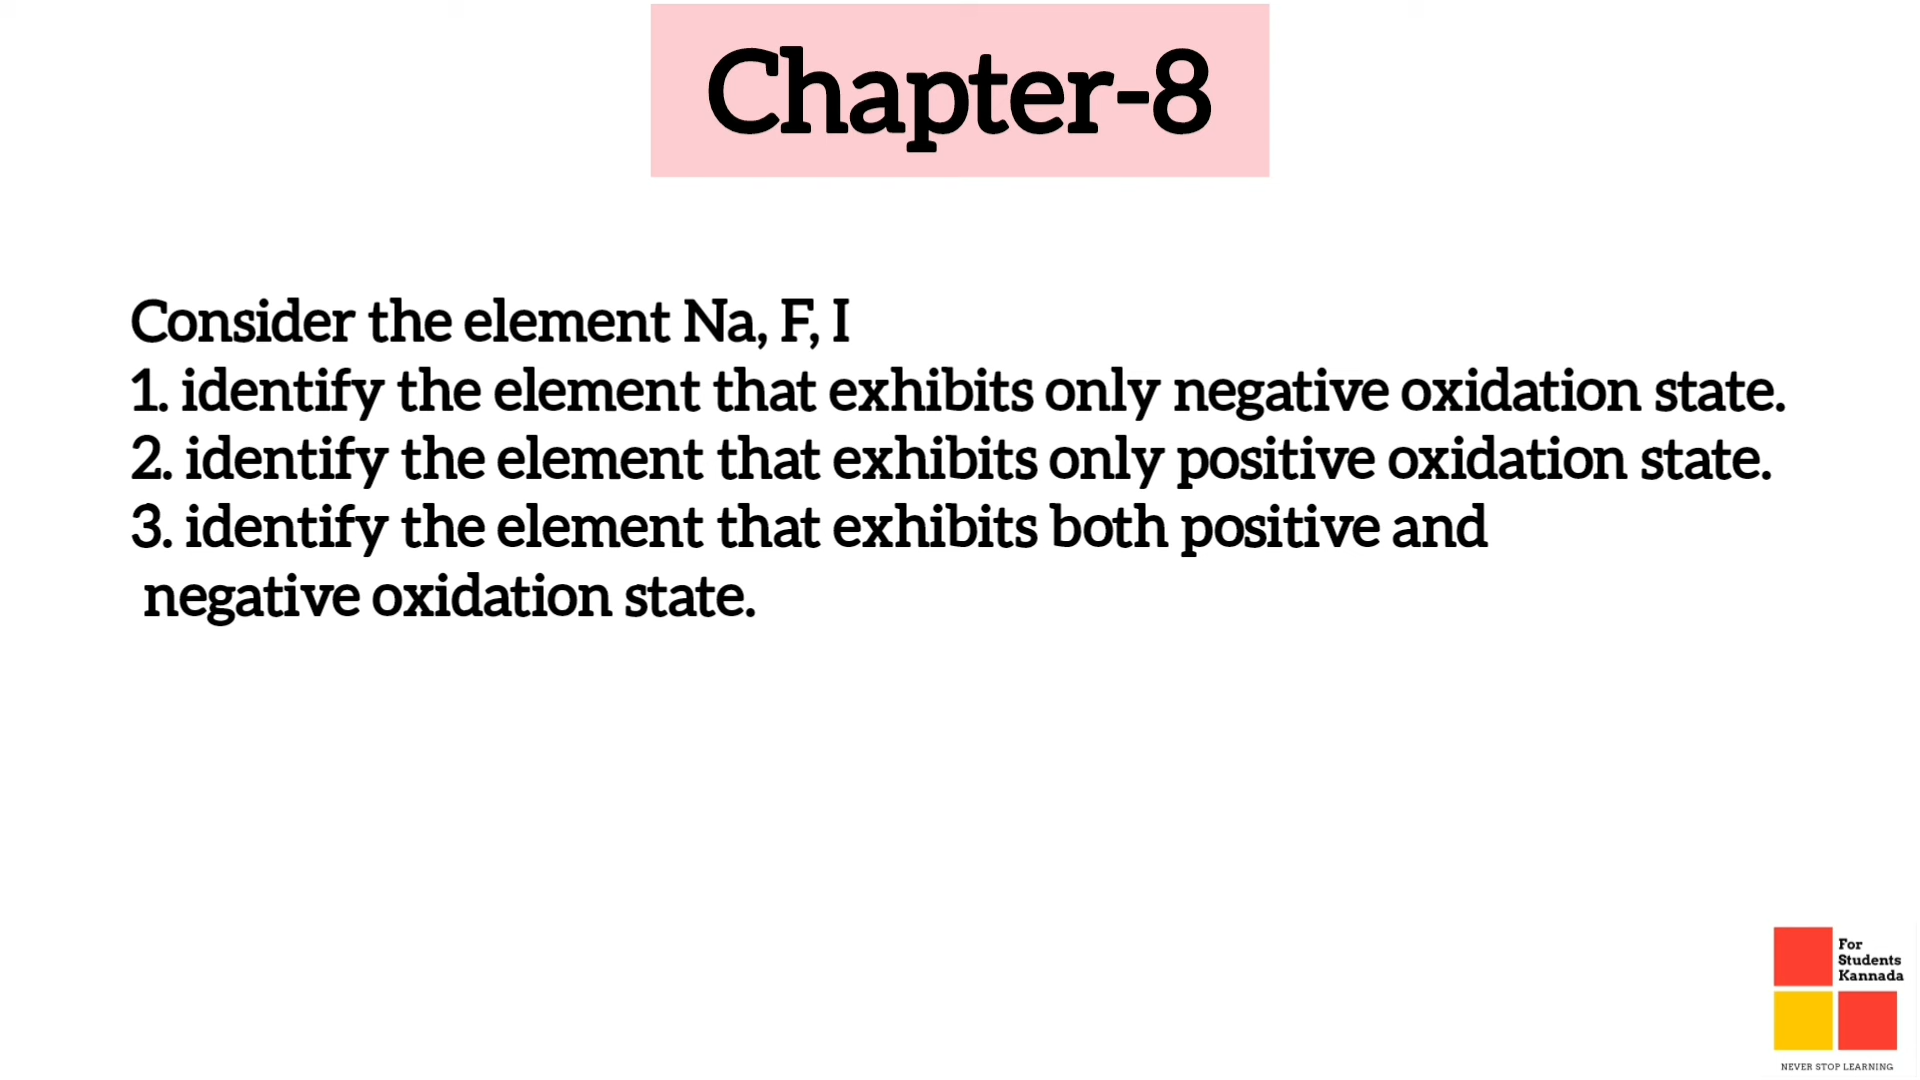 Chapter-8
Consider the element Na, F, I
1. identify the element that exhibits only negative oxidation state.
2. identify the element that exhibits only positive oxidation state.
3. identify the element that exhibits both positive and
negative oxidation state.
For
Students
Kannada
NEVER STOP LEARNING